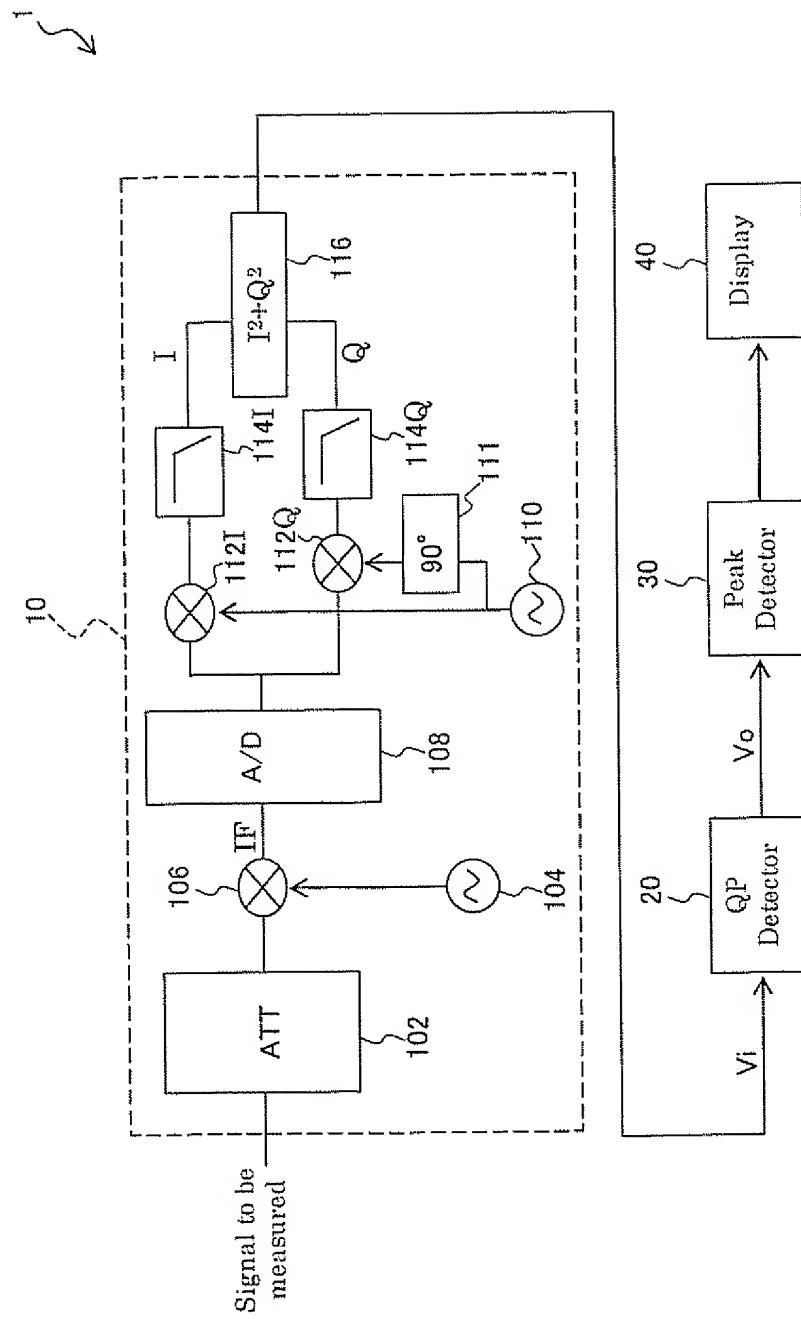 1
10
Signal to be
measured
ATT
102
106
IF
104
A/D
108
112I
112Q
90°
111
110
114I
114Q
I
Q
I²+Q²
116
Vi
20
QP
Detector
Vo
30
Peak
Detector
40
Display